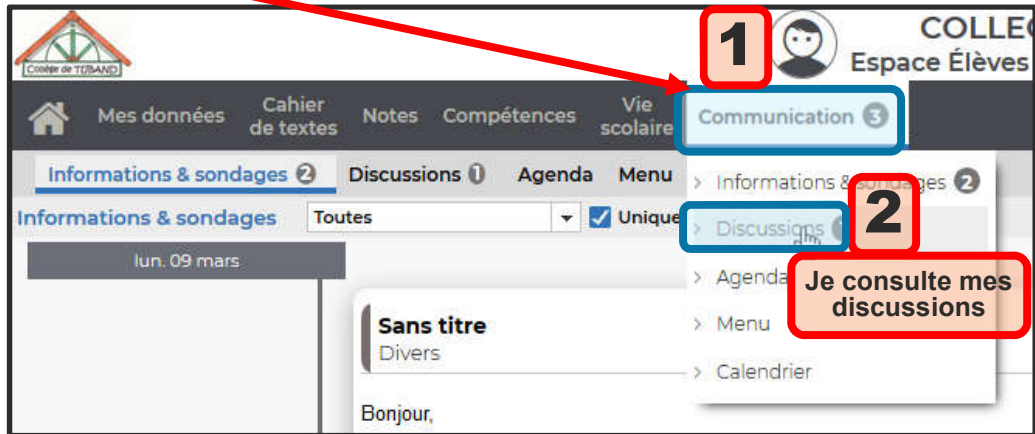 Collège de TUBAND
1
COLLE
Espace Élèves
Mes données
Cahier de textes
Notes
Compétences
Vie scolaire
Communication 3
Informations & sondages 2
Discussions 1
Agenda
Menu
> Informations & sondages 2
Informations & sondages
Toutes
Unique
> Discussions
2
lun. 09 mars
> Agenda
Je consulte mes
discussions
Sans titre
Divers
> Menu
> Calendrier
Bonjour,